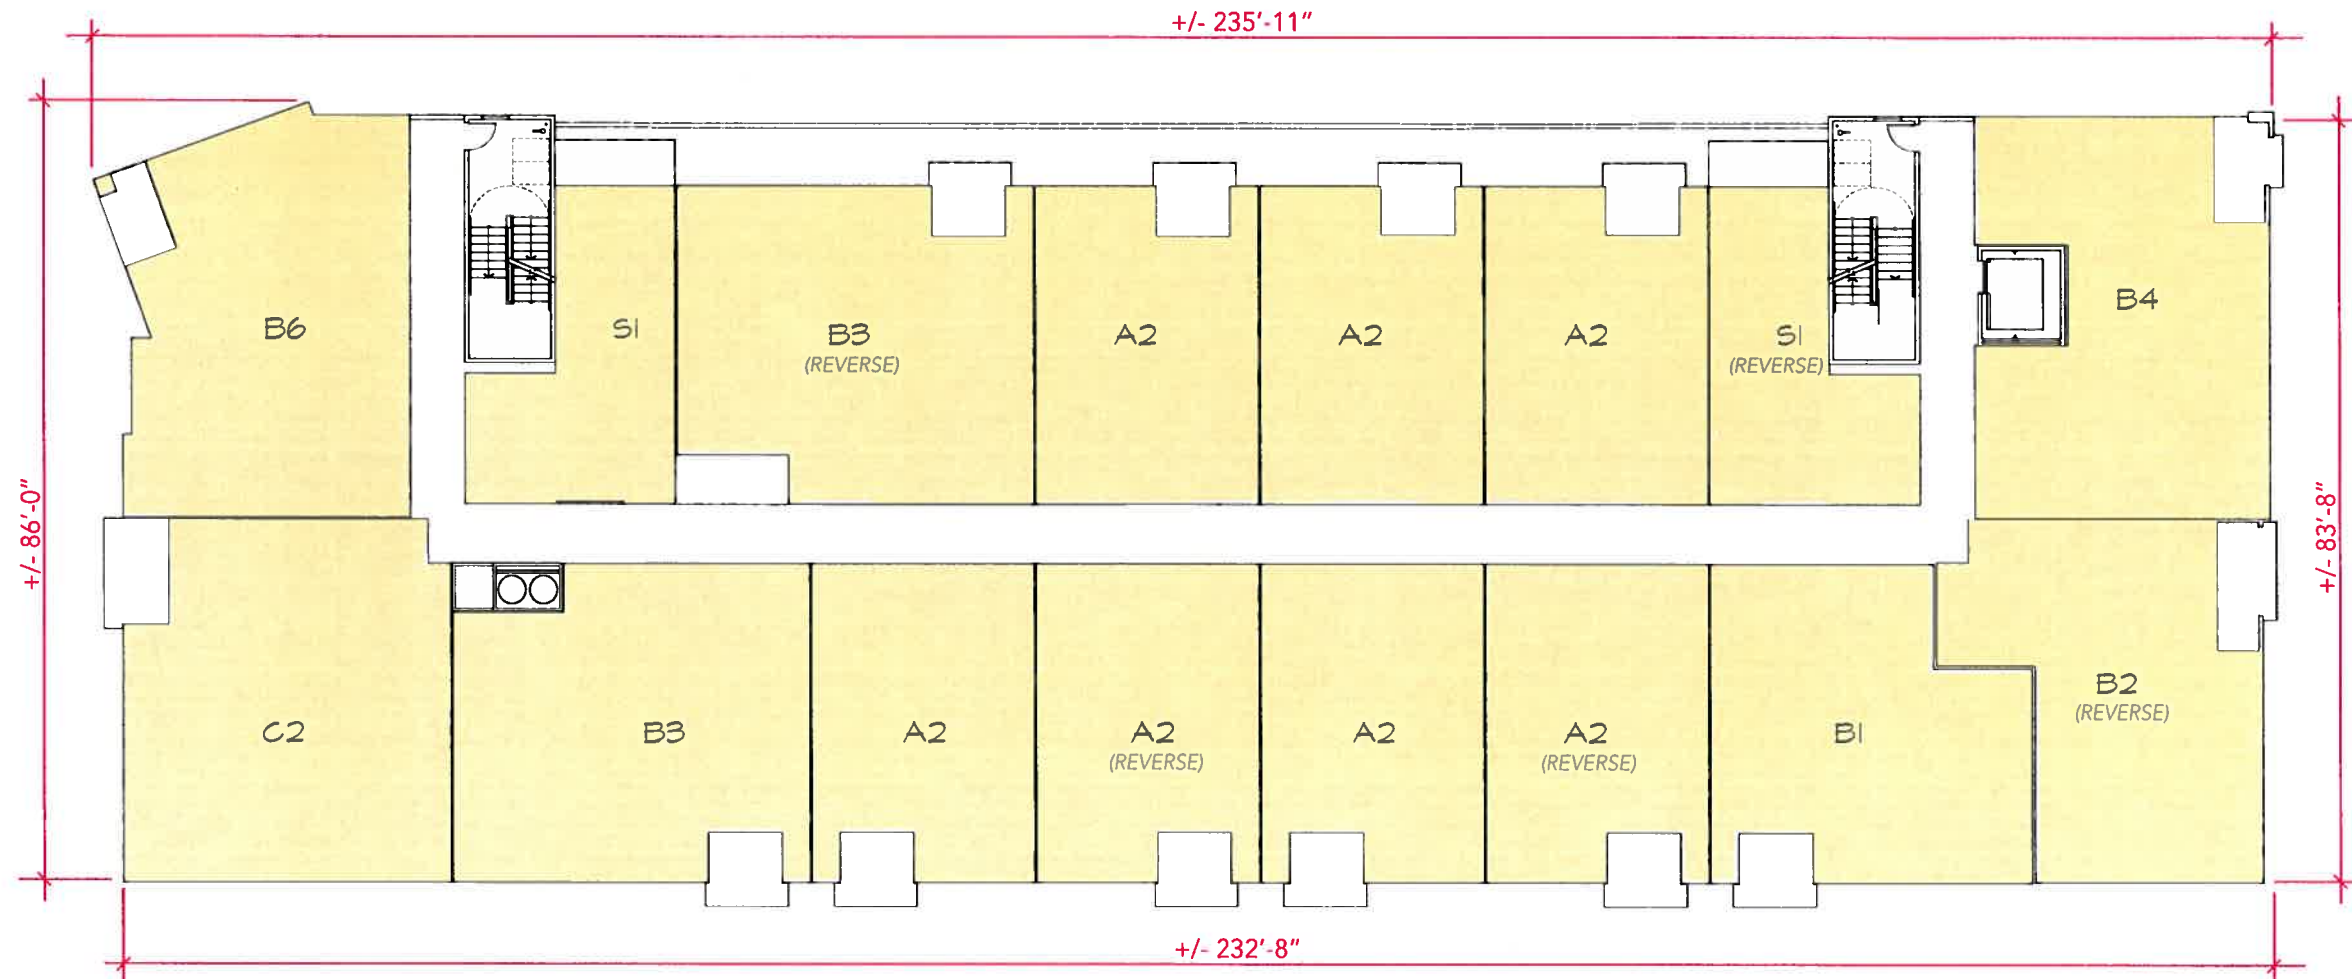 +/- 235'-11"
B6
S1
B3
(REVERSE)
A2
A2
A2
S1
(REVERSE)
B4
+/- 86'-0"
+/- 83'-8"
C2
B3
A2
A2
(REVERSE)
A2
A2
(REVERSE)
B1
B2
(REVERSE)
+/- 232'-8"